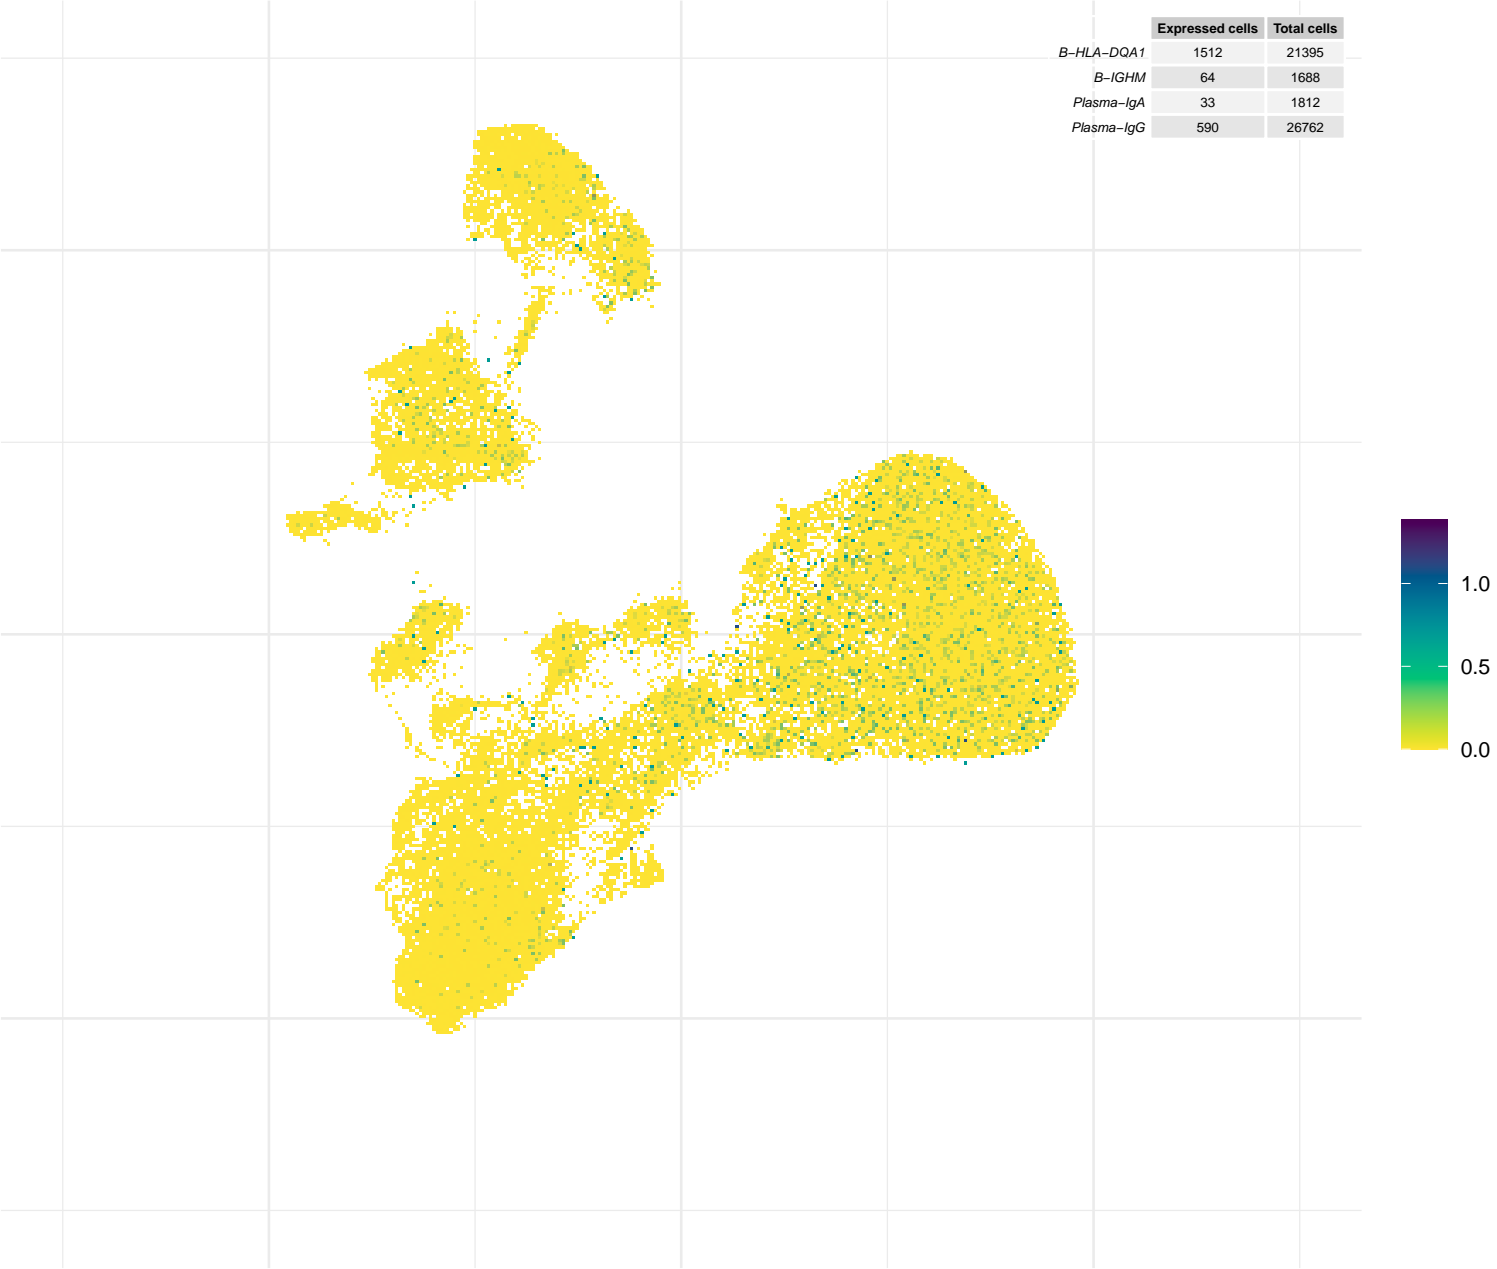 Expressed cells Total cells
B−HLA−DQA1 1512 21395
B−IGHM 64 1688
Plasma−IgA 33 1812
Plasma−IgG 590 26762
1.0
0.5
0.0